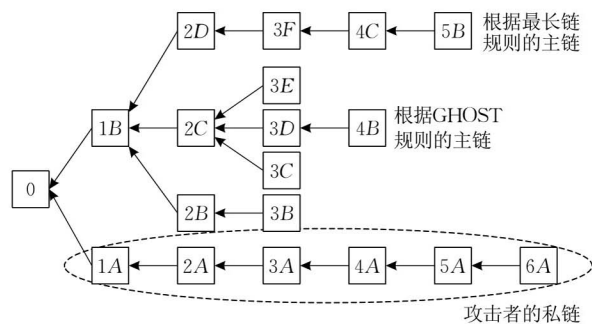 2D 3F 4C 5B 根据最长链
规则的主链
3E
1B 2C 3D 4B 根据GHOST
规则的主链
3C
0
2B 3B
1A 2A 3A 4A 5A 6A
攻击者的私链